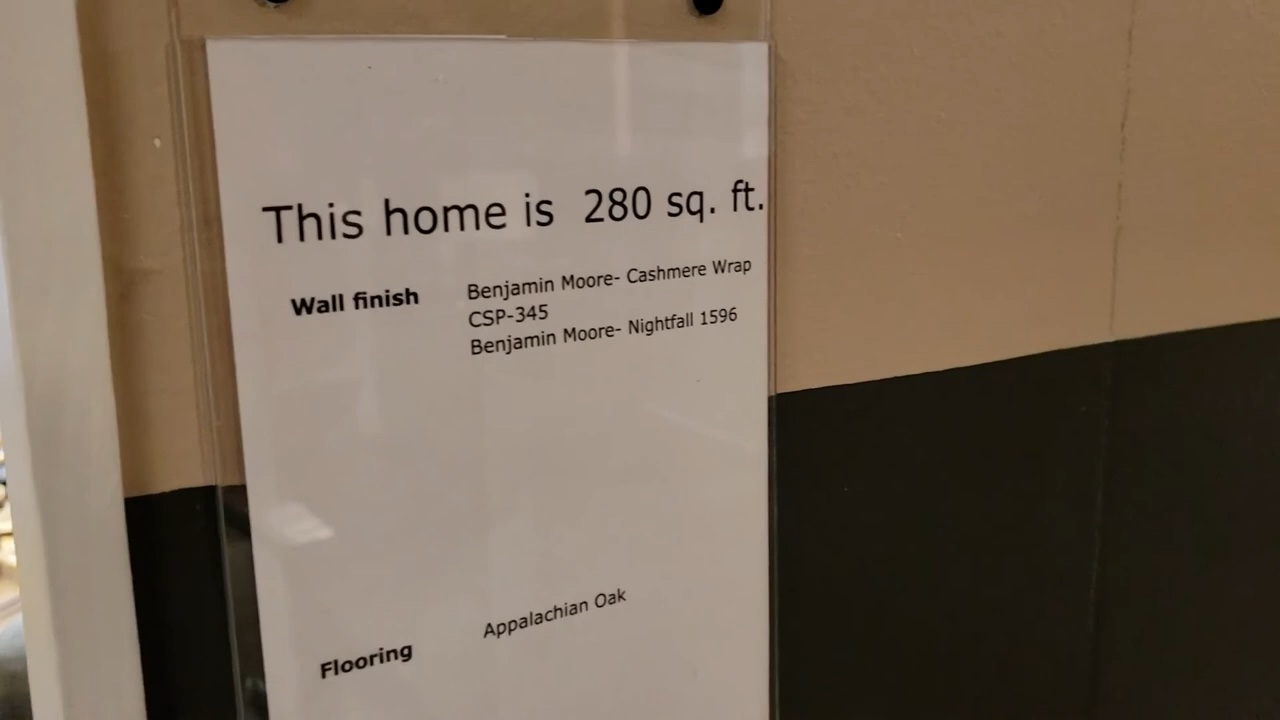 This home is 280 sq. ft.
Wall finish Benjamin Moore- Cashmere Wrap
CSP-345
Benjamin Moore- Nightfall 1596
Flooring Appalachian Oak